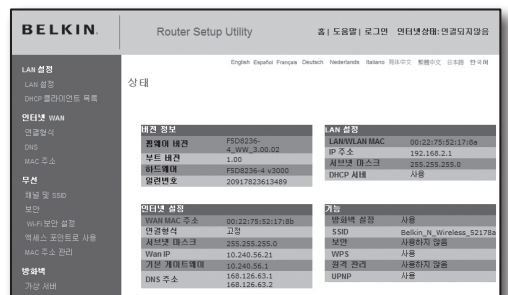 BELKIN.
Router Setup Utility
홈 | 도움말 | 로그인 인터넷상태:연결되지않음
English Español Français Deutsch Nederlands Italiano 简体中文 繁體中文 日本語 한국어
LAN 설정
LAN 설정
DHCP 클라이언트 목록
인터넷 WAN
연결형식
DNS
MAC 주소
무선
채널 및 SSID
보안
Wi-Fi 보안 설정
액세스 포인트로 사용
MAC 주소 관리
방화벽
가상 서버
상태
버전 정보
펌웨어 버전 F5D8236-4_WW_3.00.02
부트 버전 1.00
하드웨어 F5D8236-4 v3000
일련번호 20917823613489
LAN 설정
LAN/WLAN MAC 00:22:75:52:17:8a
IP 주소 192.168.2.1
서브넷 마스크 255.255.255.0
DHCP 서버 사용
인터넷 설정
WAN MAC 주소 00:22:75:52:17:8b
연결형식 고정
서브넷 마스크 255.255.255.0
Wan IP 10.240.56.21
기본 게이트웨이 10.240.56.1
DNS 주소 168.126.63.1
168.126.63.2
기능
방화벽 설정 사용
SSID Belkin_N_Wireless_52178a
보안 사용하지 않음
WPS 사용
원격 관리 사용하지 않음
UPNP 사용